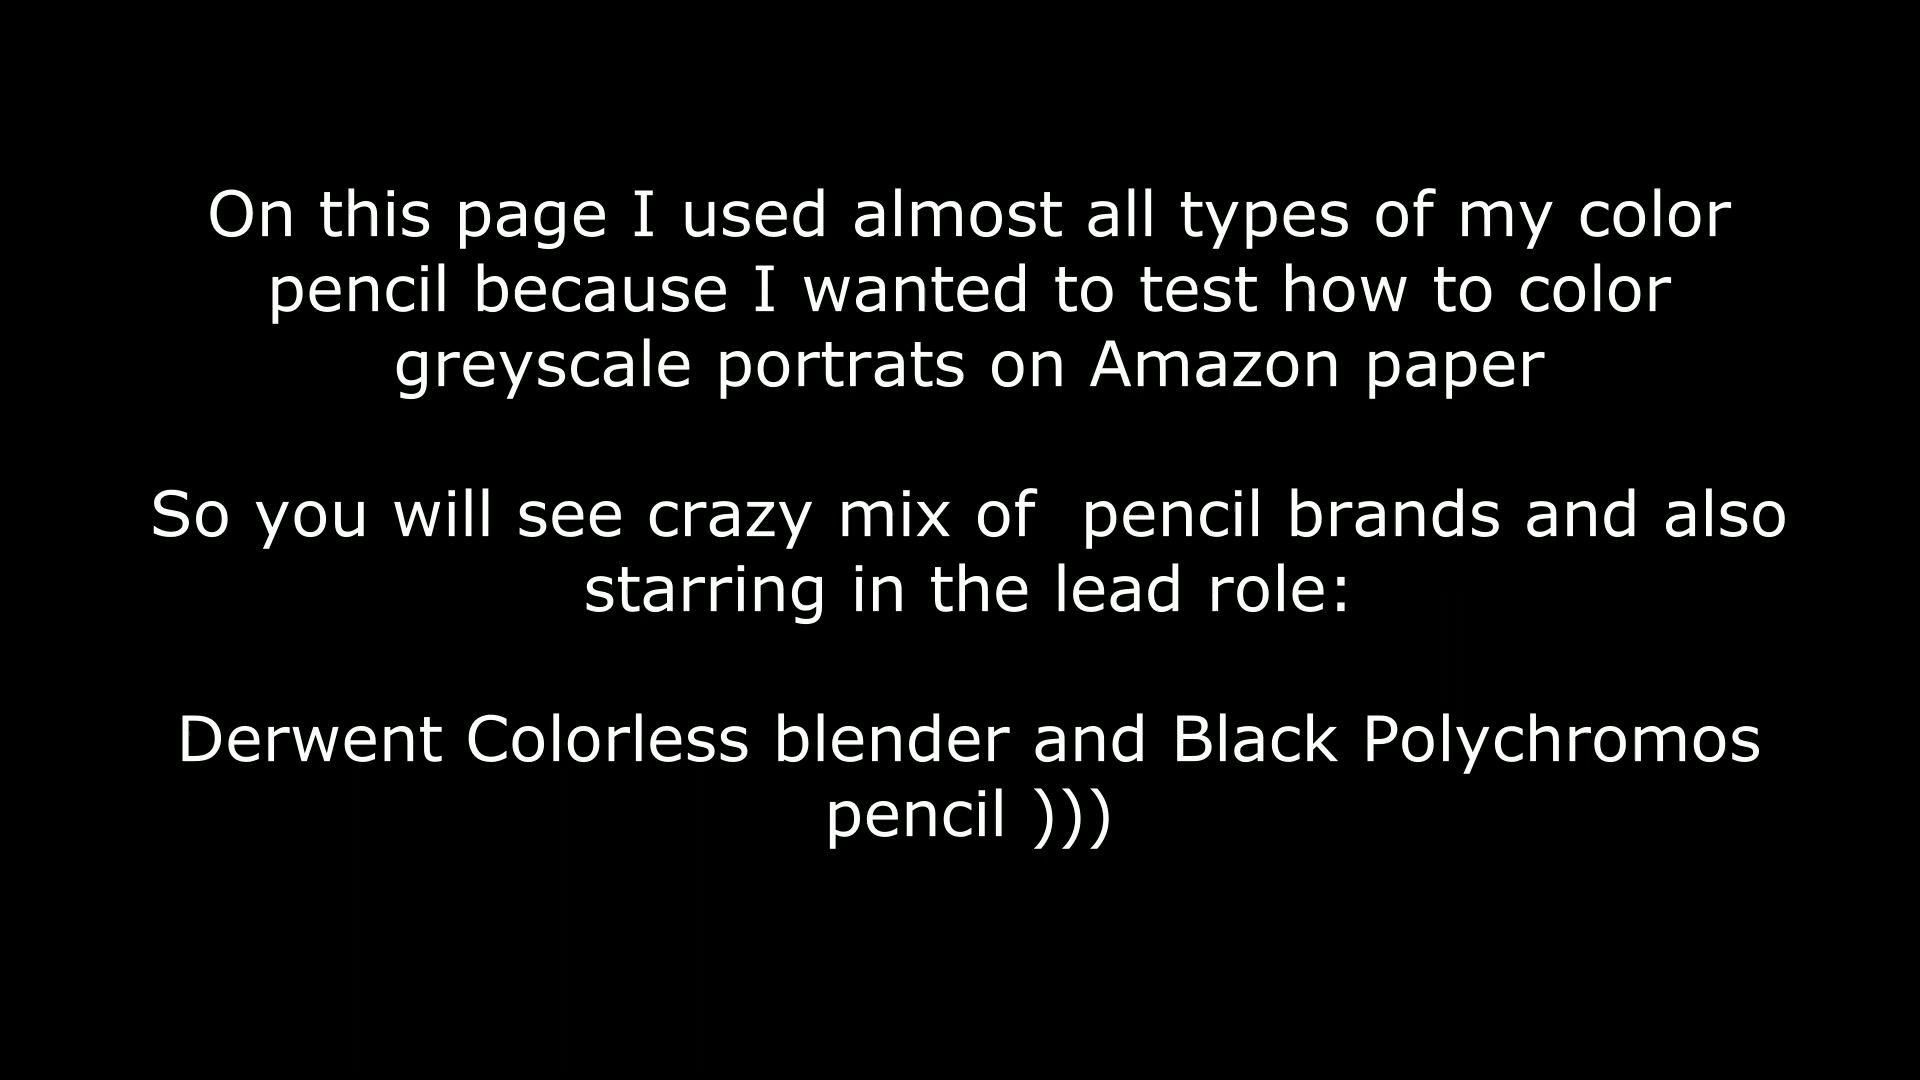 On this page I used almost all types of my color
pencil because I wanted to test how to color
greyscale portrats on Amazon paper
So you will see crazy mix of  pencil brands and also
starring in the lead role:
Derwent Colorless blender and Black Polychromos
pencil )))